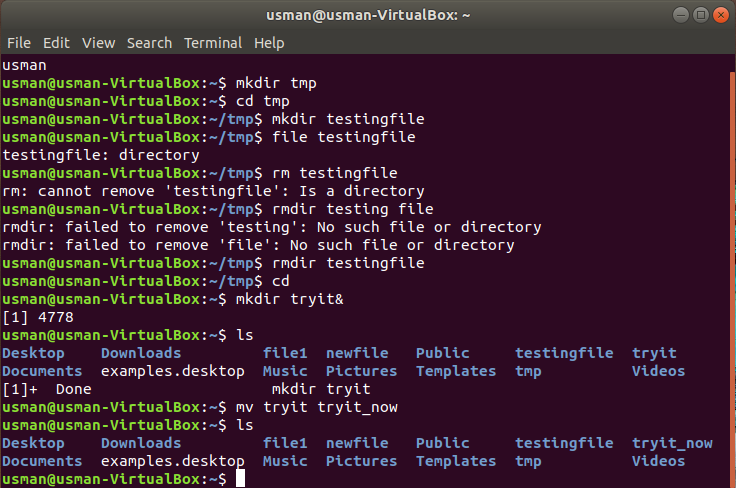 usman@usman-VirtualBox: ~
File Edit View Search Terminal Help
usman
usman@usman-VirtualBox:~$ mkdir tmp
usman@usman-VirtualBox:~$ cd tmp
usman@usman-VirtualBox:~/tmp$ mkdir testingfile
usman@usman-VirtualBox:~/tmp$ file testingfile
testingfile: directory
usman@usman-VirtualBox:~/tmp$ rm testingfile
rm: cannot remove 'testingfile': Is a directory
usman@usman-VirtualBox:~/tmp$ rmdir testing file
rmdir: failed to remove 'testing': No such file or directory
rmdir: failed to remove 'file': No such file or directory
usman@usman-VirtualBox:~/tmp$ rmdir testingfile
usman@usman-VirtualBox:~/tmp$ cd
usman@usman-VirtualBox:~$ mkdir tryit&
[1] 4778
usman@usman-VirtualBox:~$ ls
Desktop    Downloads         file1  newfile   Public     testingfile  tryit
Documents  examples.desktop  Music  Pictures  Templates  tmp          Videos
[1]+  Done                    mkdir tryit
usman@usman-VirtualBox:~$ mv tryit tryit_now
usman@usman-VirtualBox:~$ ls
Desktop    Downloads         file1  newfile   Public     testingfile  tryit_now
Documents  examples.desktop  Music  Pictures  Templates  tmp          Videos
usman@usman-VirtualBox:~$